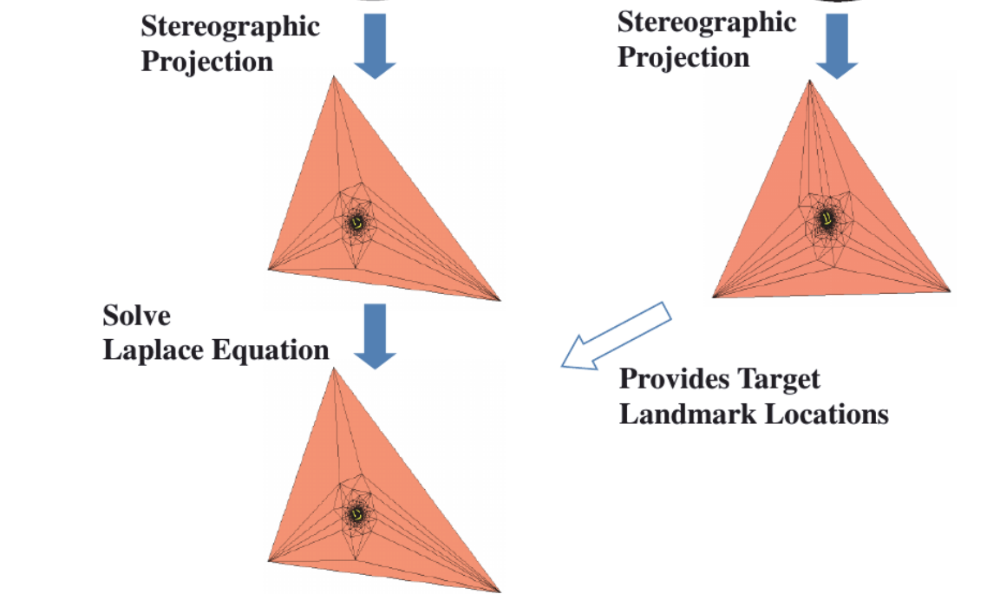 Stereographic
Projection
Stereographic
Projection
Solve
Laplace Equation
Provides Target
Landmark Locations